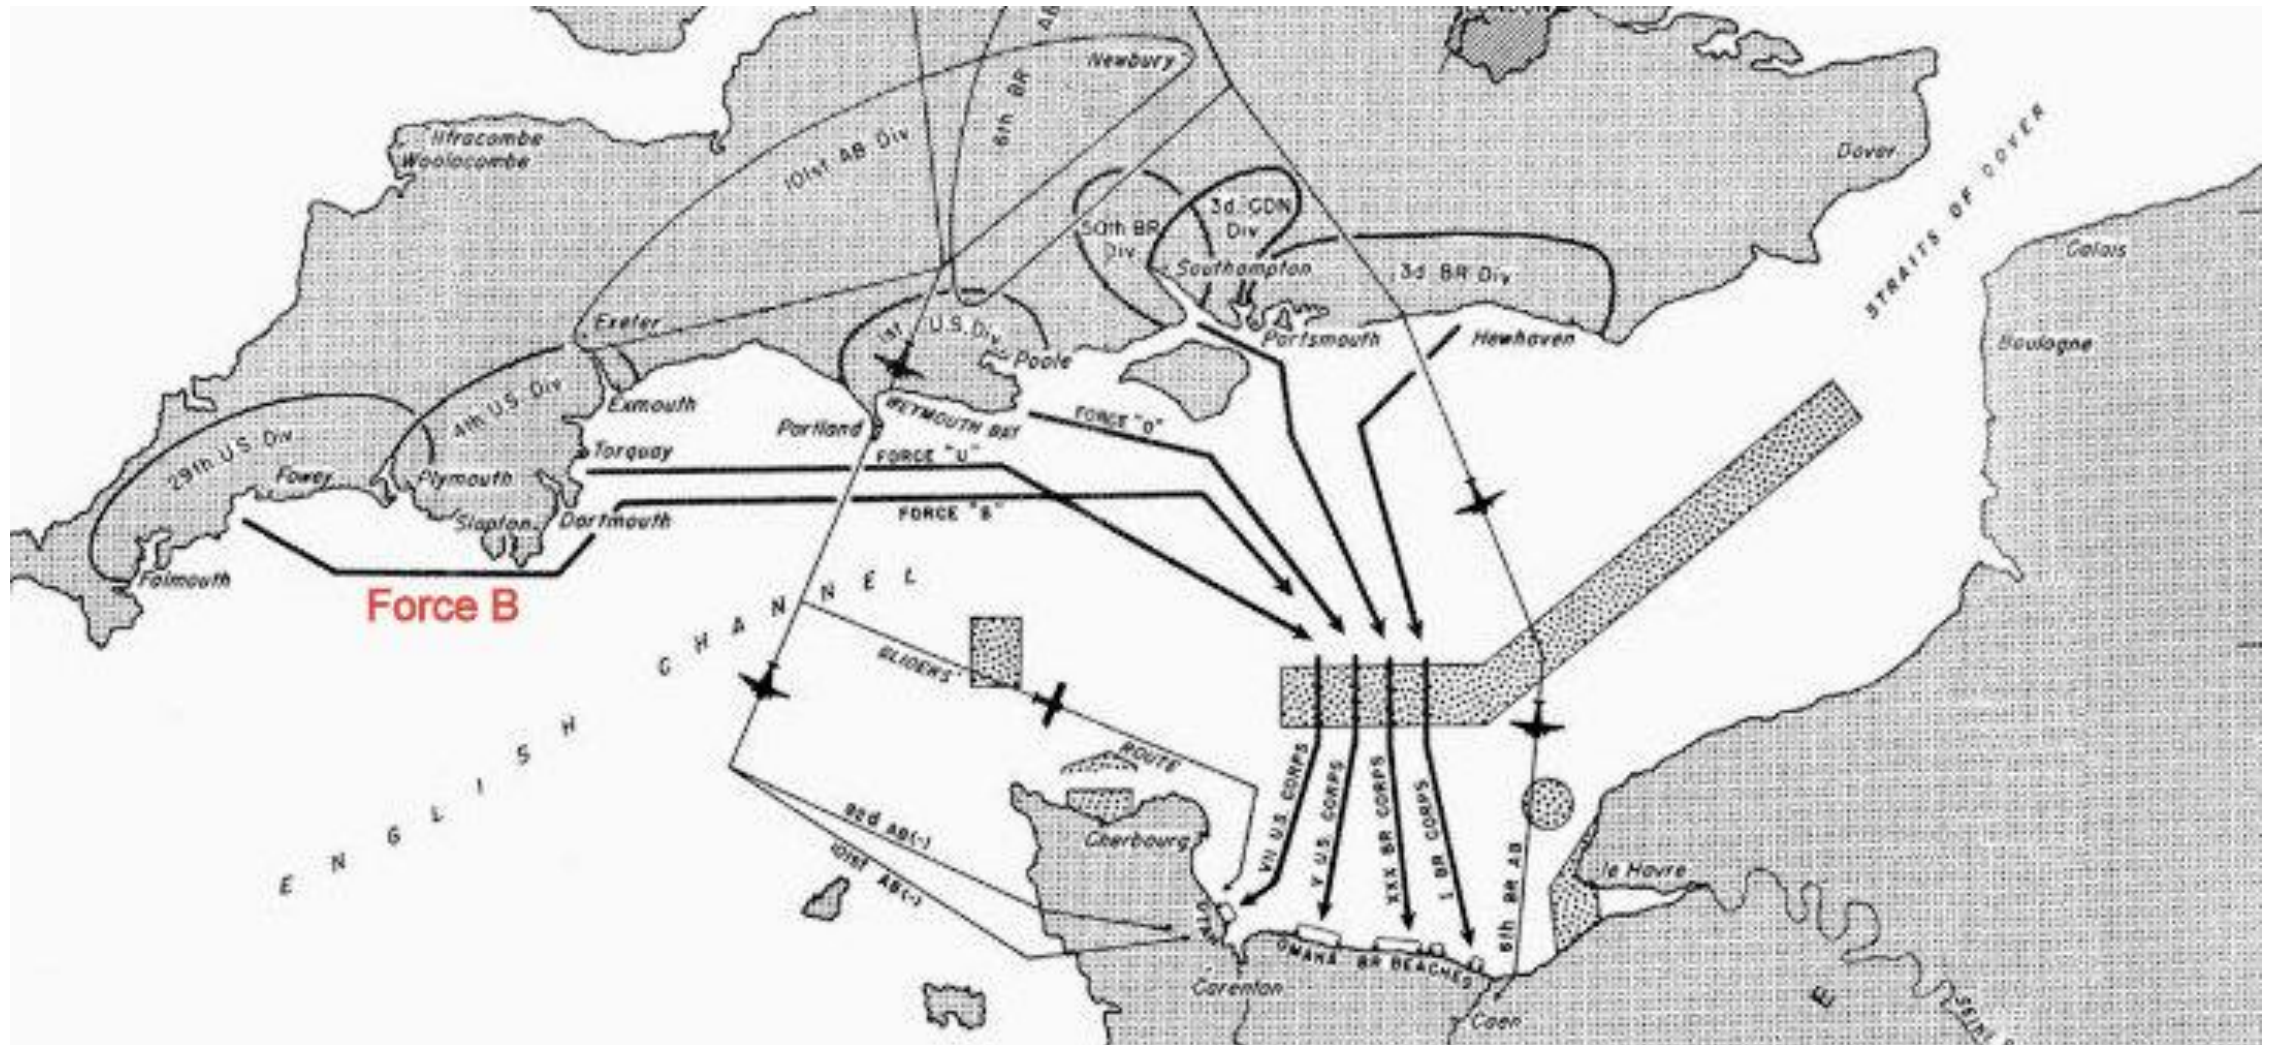 Newbury
6th BR
AB
101st AB Div
Ilfracombe
Woolacombe
Dover
STRAITS OF DOVER
Calais
Boulogne
50th BR
Div.
3d. CDN
Div
Southampton
3d BR Div
Portsmouth
Newhaven
Exeter
1st U.S. Div.
Poole
Exmouth
4th U.S. Div
29th U.S. Div
Portland
WEYMOUTH BAY
Torquay
Fowey
Plymouth
Slapton
Dartmouth
Falmouth
FORCE "O"
FORCE "U"
FORCE "B"
Force B
ENGLISH CHANNEL
GLIDERS'
ROUTE
82d AB(-)
101st AB(-)
Cherbourg
VII U.S. CORPS
V US CORPS
XXX BR CORPS
I BR CORPS
6th BR AB
le Havre
UTAH
OMAHA
BR BEACHES
Carentan
Caen
E